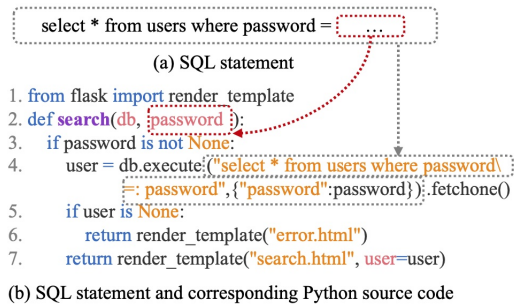 select * from users where password = ...
(a) SQL statement
1. from flask import render_template
2. def search(db, password ):
3. if password is not None:
4. user = db.execute("select * from users where password\
=: password",{"password":password}) .fetchone()
5. if user is None:
6. return render_template("error.html")
7. return render_template("search.html", user=user)
(b) SQL statement and corresponding Python source code